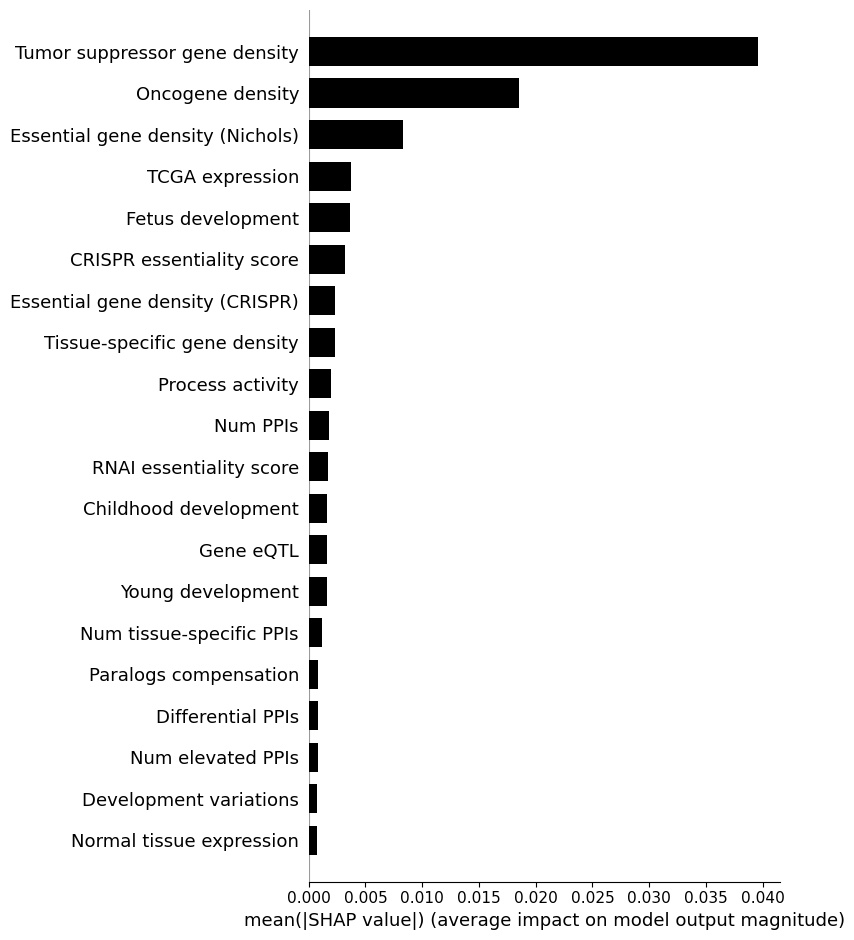 Tumor suppressor gene density
Oncogene density
Essential gene density (Nichols)
TCGA expression
Fetus development
CRISPR essentiality score
Essential gene density (CRISPR)
Tissue-specific gene density
Process activity
Num PPIs
RNAI essentiality score
Childhood development
Gene eQTL
Young development
Num tissue-specific PPIs
Paralogs compensation
Differential PPIs
Num elevated PPIs
Development variations
Normal tissue expression
0.000 0.005 0.010 0.015 0.020 0.025 0.030 0.035 0.040
mean(|SHAP value|) (average impact on model output magnitude)